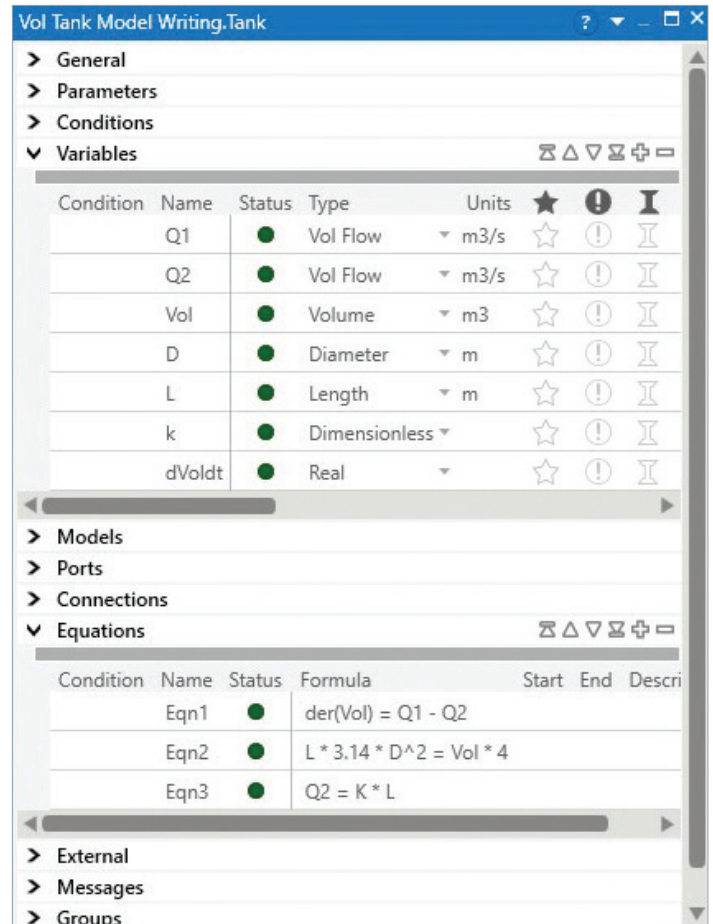 Vol Tank Model Writing.Tank ?
General
Parameters
Conditions
Variables
Condition Name Status Type Units
Q1 Vol Flow m3/s
Q2 Vol Flow m3/s
Vol Volume m3
D Diameter m
L Length m
k Dimensionless
dVoldt Real
Models
Ports
Connections
Equations
Condition Name Status Formula Start End Descri
Eqn1 der(Vol) = Q1 - Q2
Eqn2 L * 3.14 * D^2 = Vol * 4
Eqn3 Q2 = K * L
External
Messages
Groups